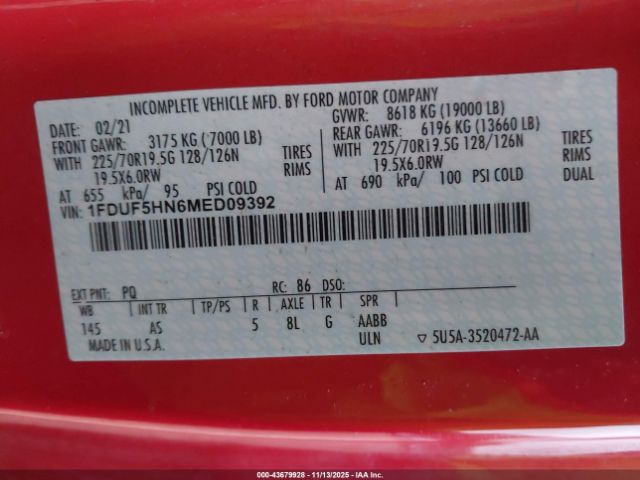 INCOMPLETE VEHICLE MFD. BY FORD MOTOR COMPANY
DATE: 02/21 GVWR: 8618 KG (19000 LB)
FRONT GAWR: 3175 KG (7000 LB) REAR GAWR: 6196 KG (13660 LB)
WITH 225/70R19.5G 128/126N TIRES WITH 225/70R19.5G 128/126N TIRES
19.5X6.0RW RIMS 19.5X6.0RW RIMS
AT 655 kPa/ 95 PSI COLD AT 690 kPa/ 100 PSI COLD DUAL
VIN: 1FDUF5HN6MED09392
EXT PNT: PQ RC: 86 DSO:
WB INT TR TP/PS R AXLE TR SPR
145 AS 5 8L G AABB
MADE IN U.S.A. ULN ▽ 5U5A-3520472-AA
000-43679928 - 11/13/2025 - IAA Inc.